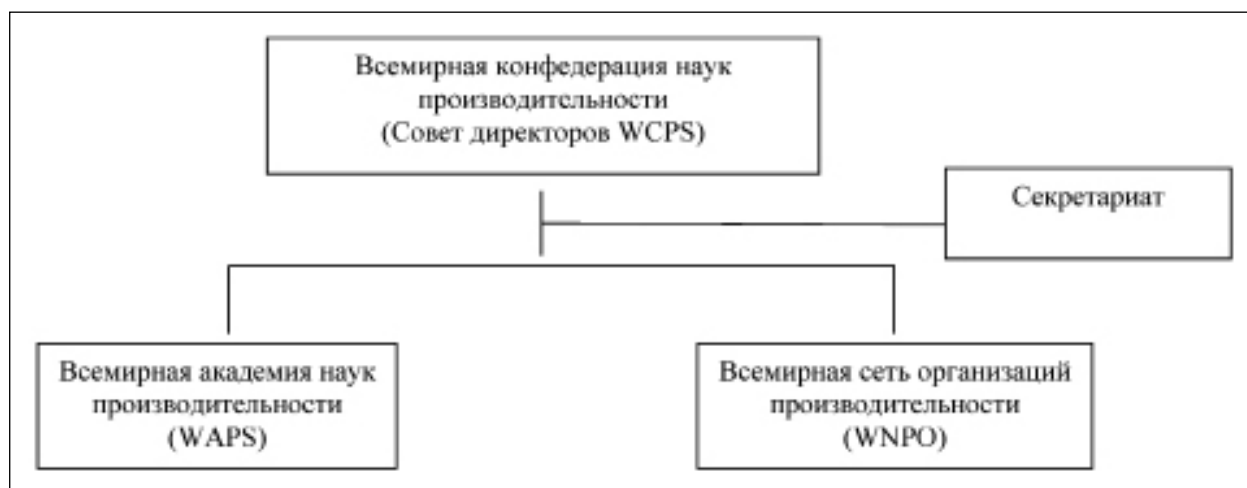 Всемирная конфедерация наук
производительности
(Совет директоров WCPS)
Секретариат
Всемирная академия наук
производительности
(WAPS)
Всемирная сеть организаций
производительности
(WNPO)